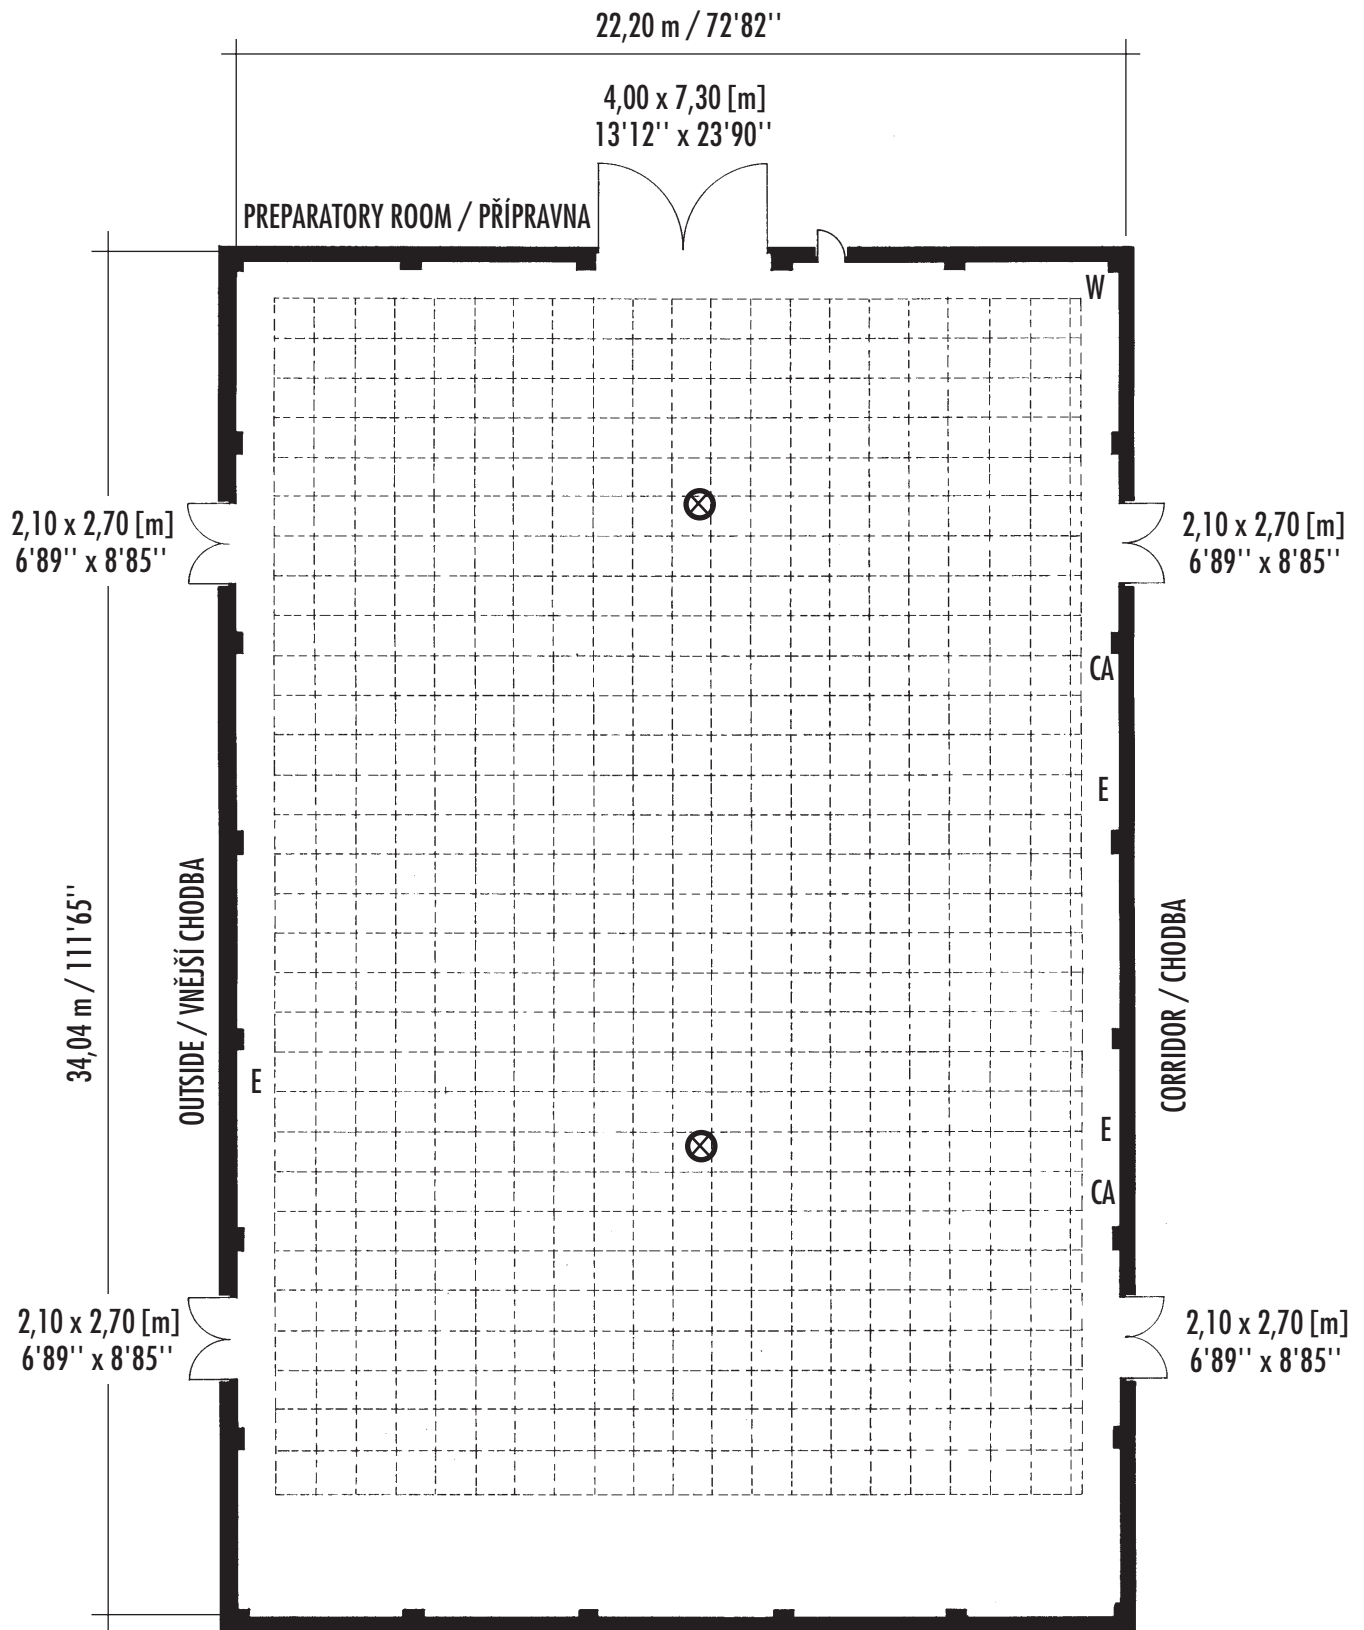 22,20 m / 72'82''
4,00 x 7,30 [m]
13'12'' x 23'90''
PREPARATORY ROOM / PŘÍPRAVNA
W
2,10 x 2,70 [m]
6'89'' x 8'85''
2,10 x 2,70 [m]
6'89'' x 8'85''
CA
E
34,04 m / 111'65''
OUTSIDE / VNĚJŠÍ CHODBA
CORRIDOR / CHODBA
E
E
CA
2,10 x 2,70 [m]
6'89'' x 8'85''
2,10 x 2,70 [m]
6'89'' x 8'85''